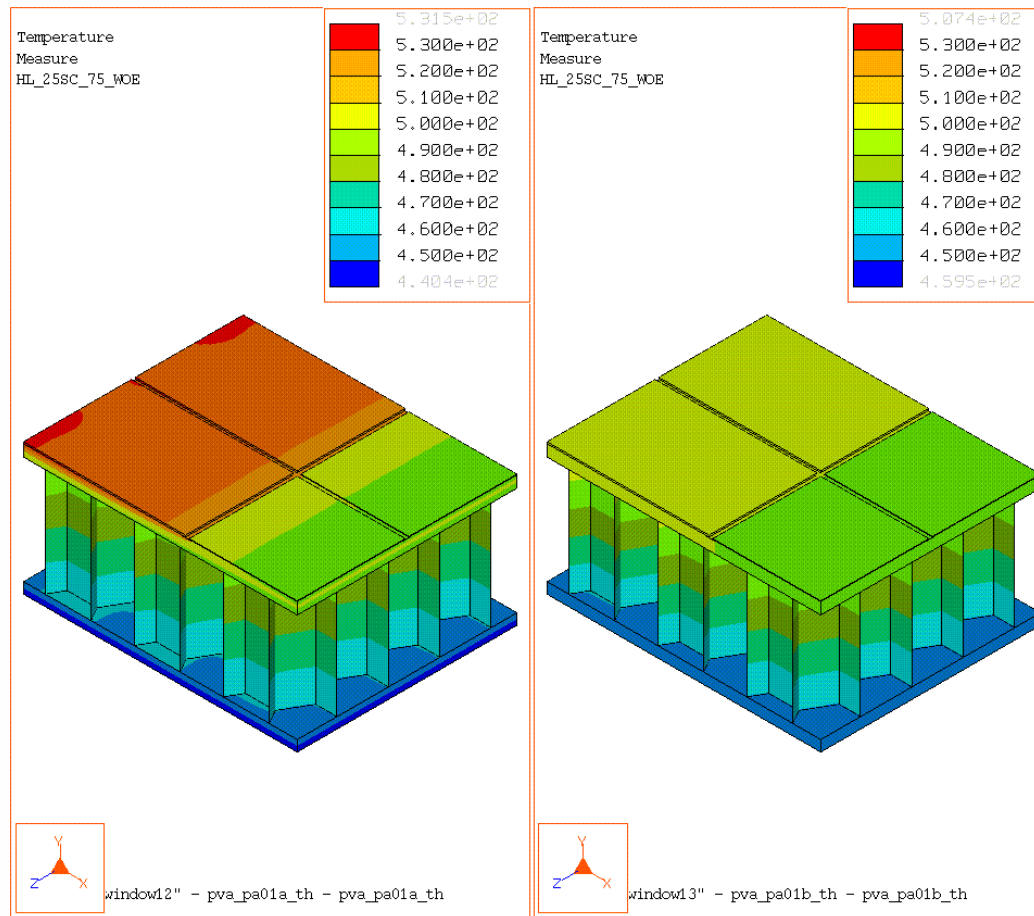 Temperature
Measure
HL_25SC_75_WOE
5.315e+02
5.300e+02
5.200e+02
5.100e+02
5.000e+02
4.900e+02
4.800e+02
4.700e+02
4.600e+02
4.500e+02
4.404e+02
Y
Z
X
window12" - pva_pa01a_th - pva_pa01a_th
Temperature
Measure
HL_25SC_75_WOE
5.074e+02
5.300e+02
5.200e+02
5.100e+02
5.000e+02
4.900e+02
4.800e+02
4.700e+02
4.600e+02
4.500e+02
4.595e+02
Y
Z
X
window13" - pva_pa01b_th - pva_pa01b_th